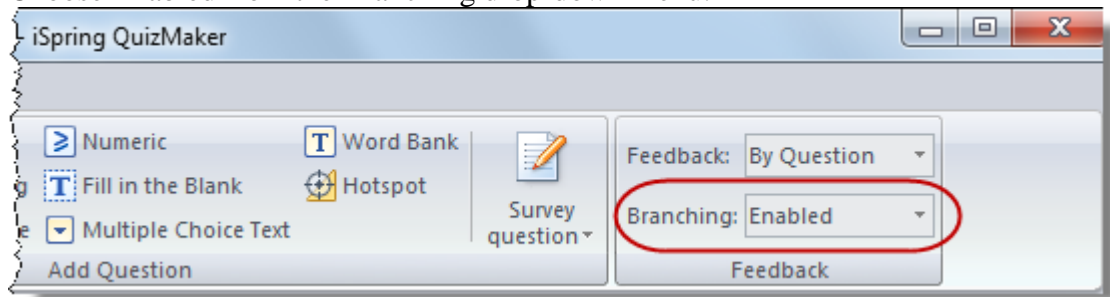 iSpring QuizMaker
Numeric
Word Bank
Feedback: By Question
Fill in the Blank
Hotspot
Survey
question
Branching: Enabled
Multiple Choice Text
Add Question
Feedback